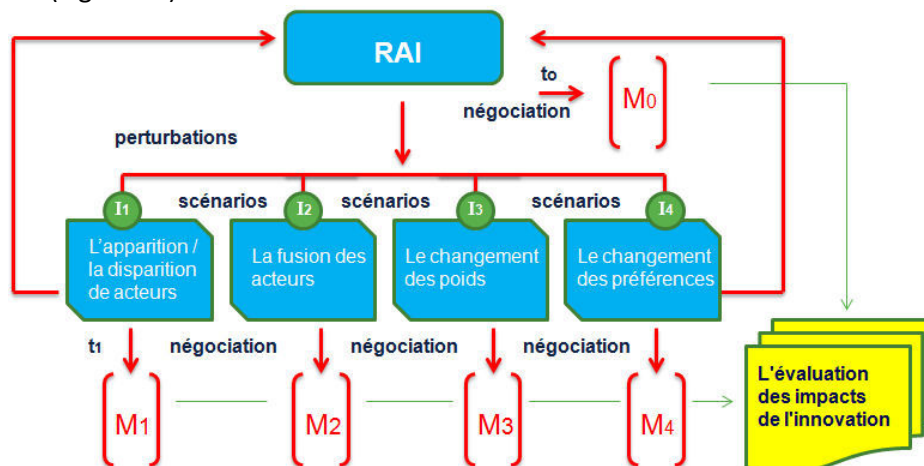 RAI
t0
négociation
M0
perturbations
scénarios
scénarios
scénarios
I1
I2
I3
I4
L'apparition /
la disparition
de acteurs
La fusion des
acteurs
Le changement
des poids
Le changement
des préférences
t1
négociation
négociation
négociation
M1
M2
M3
M4
L'évaluation
des impacts
de l'innovation